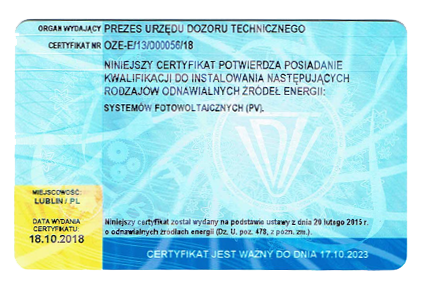 ORGAN WYDAJĄCY PREZES URZĘDU DOZORU TECHNICZNEGO
CERTYFIKAT NR OZE-E/13/000056/18
NINIEJSZY CERTYFIKAT POTWIERDZA POSIADANIE
KWALIFIKACJI DO INSTALOWANIA NASTĘPUJĄCYCH
RODZAJÓW ODNAWIALNYCH ŹRÓDEŁ ENERGII:
SYSTEMÓW FOTOWOLTAICZNYCH (PV).
MIEJSCOWOŚĆ:
LUBLIN / PL
DATA WYDANIA
CERTYFIKATU:
18.10.2018
Niniejszy certyfikat został wydany na podstawie ustawy z dnia 20 lutego 2015 r.
o odnawialnych źródłach energii (Dz, U. poz. 478, z pozn. zm.).
CERTYFIKAT JEST WAŻNY DO DNIA 17.10.2023